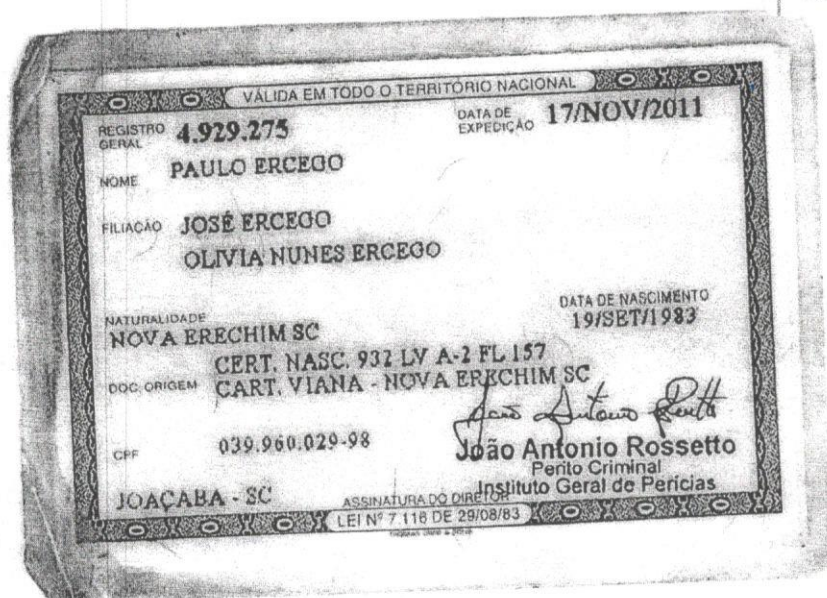 VÁLIDA EM TODO O TERRITÓRIO NACIONAL
REGISTRO GERAL 4.929.275 DATA DE EXPEDIÇÃO 17/NOV/2011
NOME PAULO ERCEGO
FILIAÇÃO JOSÉ ERCEGO
OLIVIA NUNES ERCEGO
NATURALIDADE DATA DE NASCIMENTO
NOVA ERECHIM SC 19/SET/1983
CERT. NASC. 932 LV A-2 FL 157
DOC. ORIGEM CART. VIANA - NOVA ERECHIM SC
CPF 039.960.029-98
João Antonio Rossetto
Perito Criminal
Instituto Geral de Perícias
JOAÇABA - SC ASSINATURA DO DIRETOR
LEI Nº 7.116 DE 29/08/83